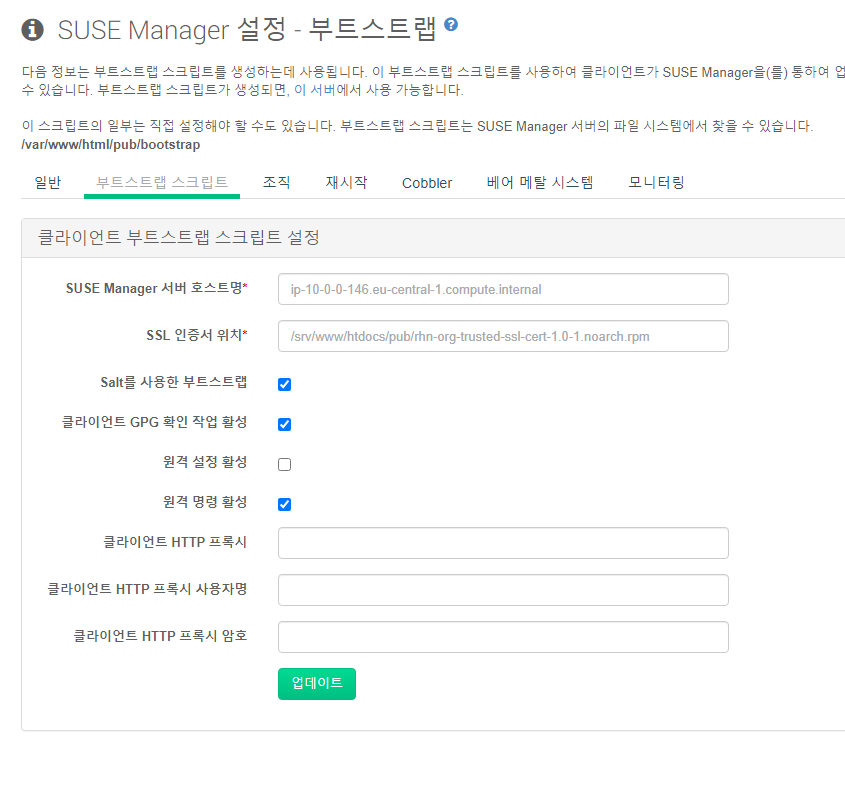 SUSE Manager 설정 - 부트스트랩
다음 정보는 부트스트랩 스크립트를 생성하는데 사용됩니다. 이 부트스트랩 스크립트를 사용하여 클라이언트가 SUSE Manager을(를) 통하여 업
수 있습니다. 부트스트랩 스크립트가 생성되면, 이 서버에서 사용 가능합니다.
이 스크립트의 일부는 직접 설정해야 할 수도 있습니다. 부트스트랩 스크립트는 SUSE Manager 서버의 파일 시스템에서 찾을 수 있습니다.
/var/www/html/pub/bootstrap
일반 부트스트랩 스크립트 조직 재시작 Cobbler 베어 메탈 시스템 모니터링
클라이언트 부트스트랩 스크립트 설정
SUSE Manager 서버 호스트명* ip-10-0-0-146.eu-central-1.compute.internal
SSL 인증서 위치* /srv/www/htdocs/pub/rhn-org-trusted-ssl-cert-1.0-1.noarch.rpm
Salt를 사용한 부트스트랩
클라이언트 GPG 확인 작업 활성
원격 설정 활성
원격 명령 활성
클라이언트 HTTP 프록시
클라이언트 HTTP 프록시 사용자명
클라이언트 HTTP 프록시 암호
업데이트